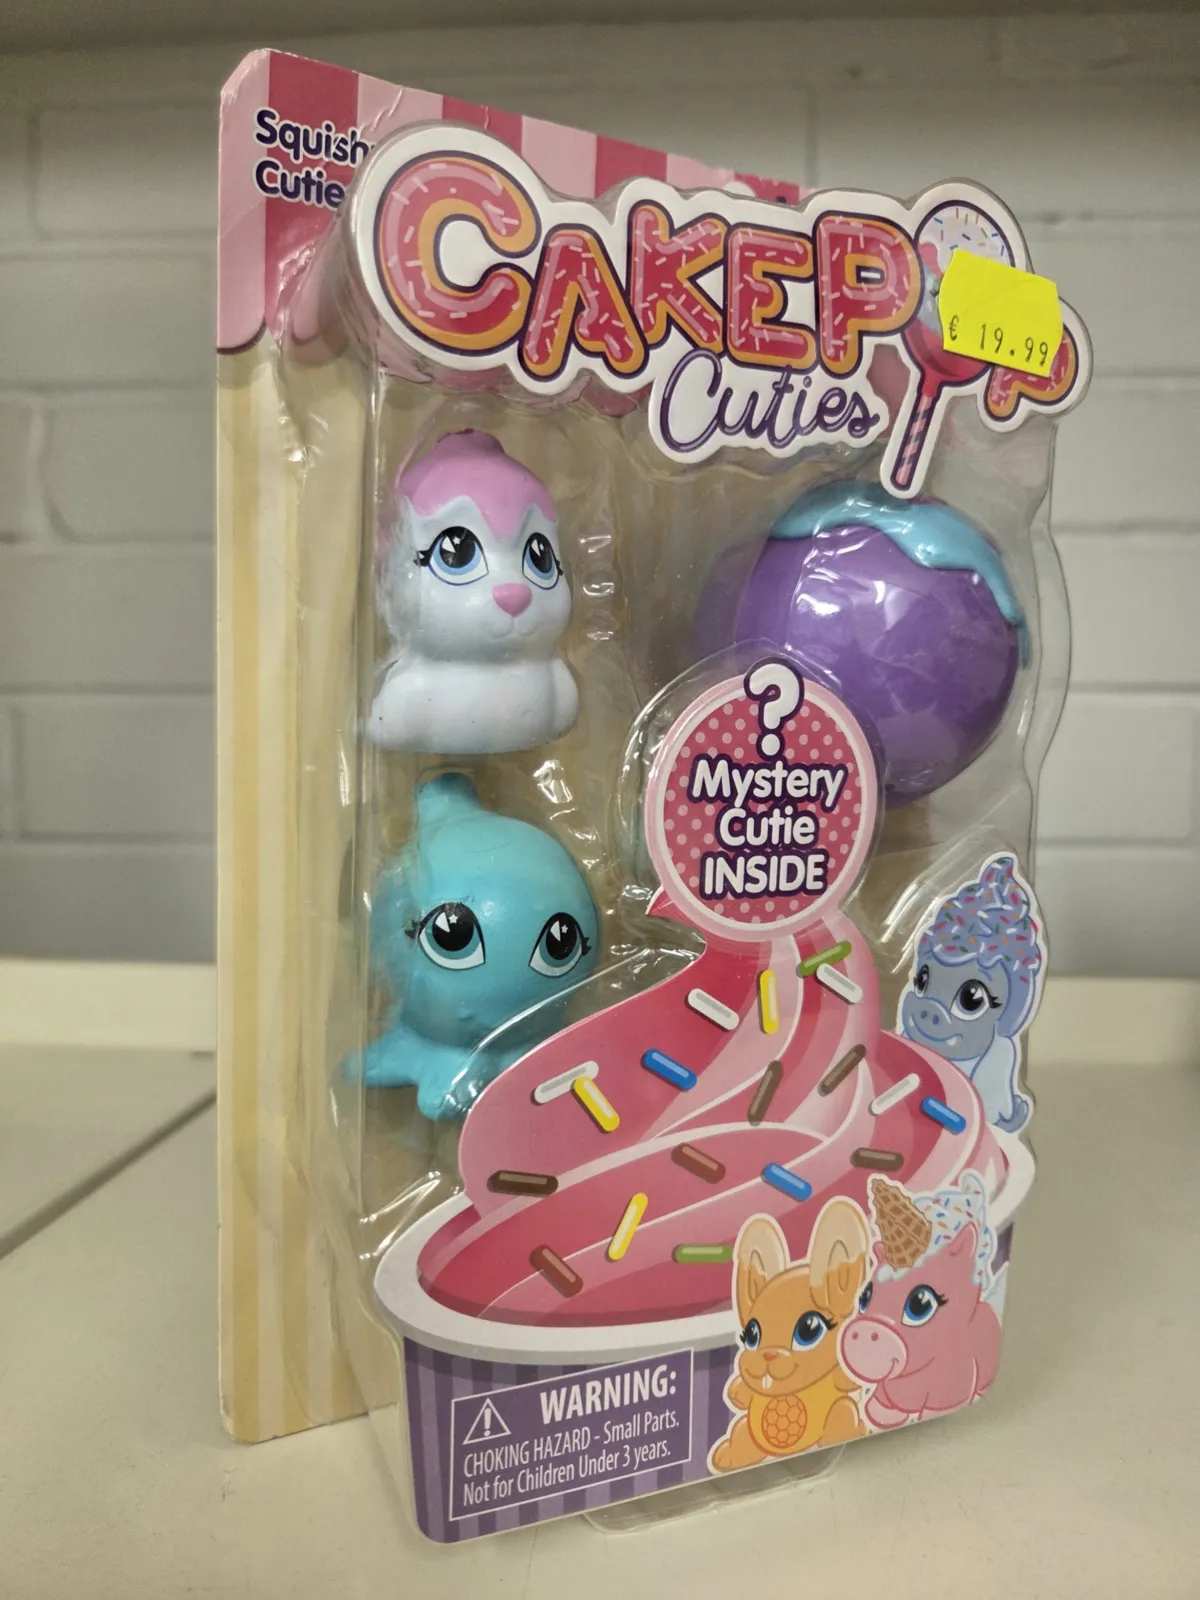 Squish
Cutie
CAKEP P
Cuties
€ 19.99
?
Mystery
Cutie
INSIDE
WARNING:
CHOKING HAZARD - Small Parts.
Not for Children Under 3 years.